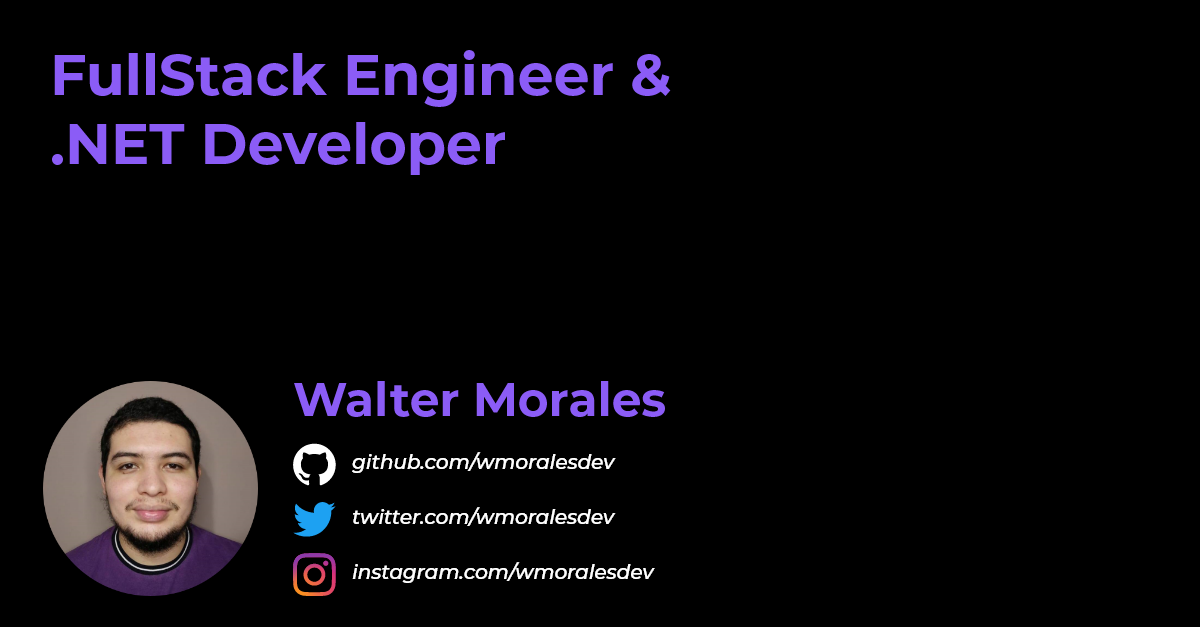 FullStack Engineer &
.NET Developer
Walter Morales
github.com/wmoralesdev
twitter.com/wmoralesdev
instagram.com/wmoralesdev